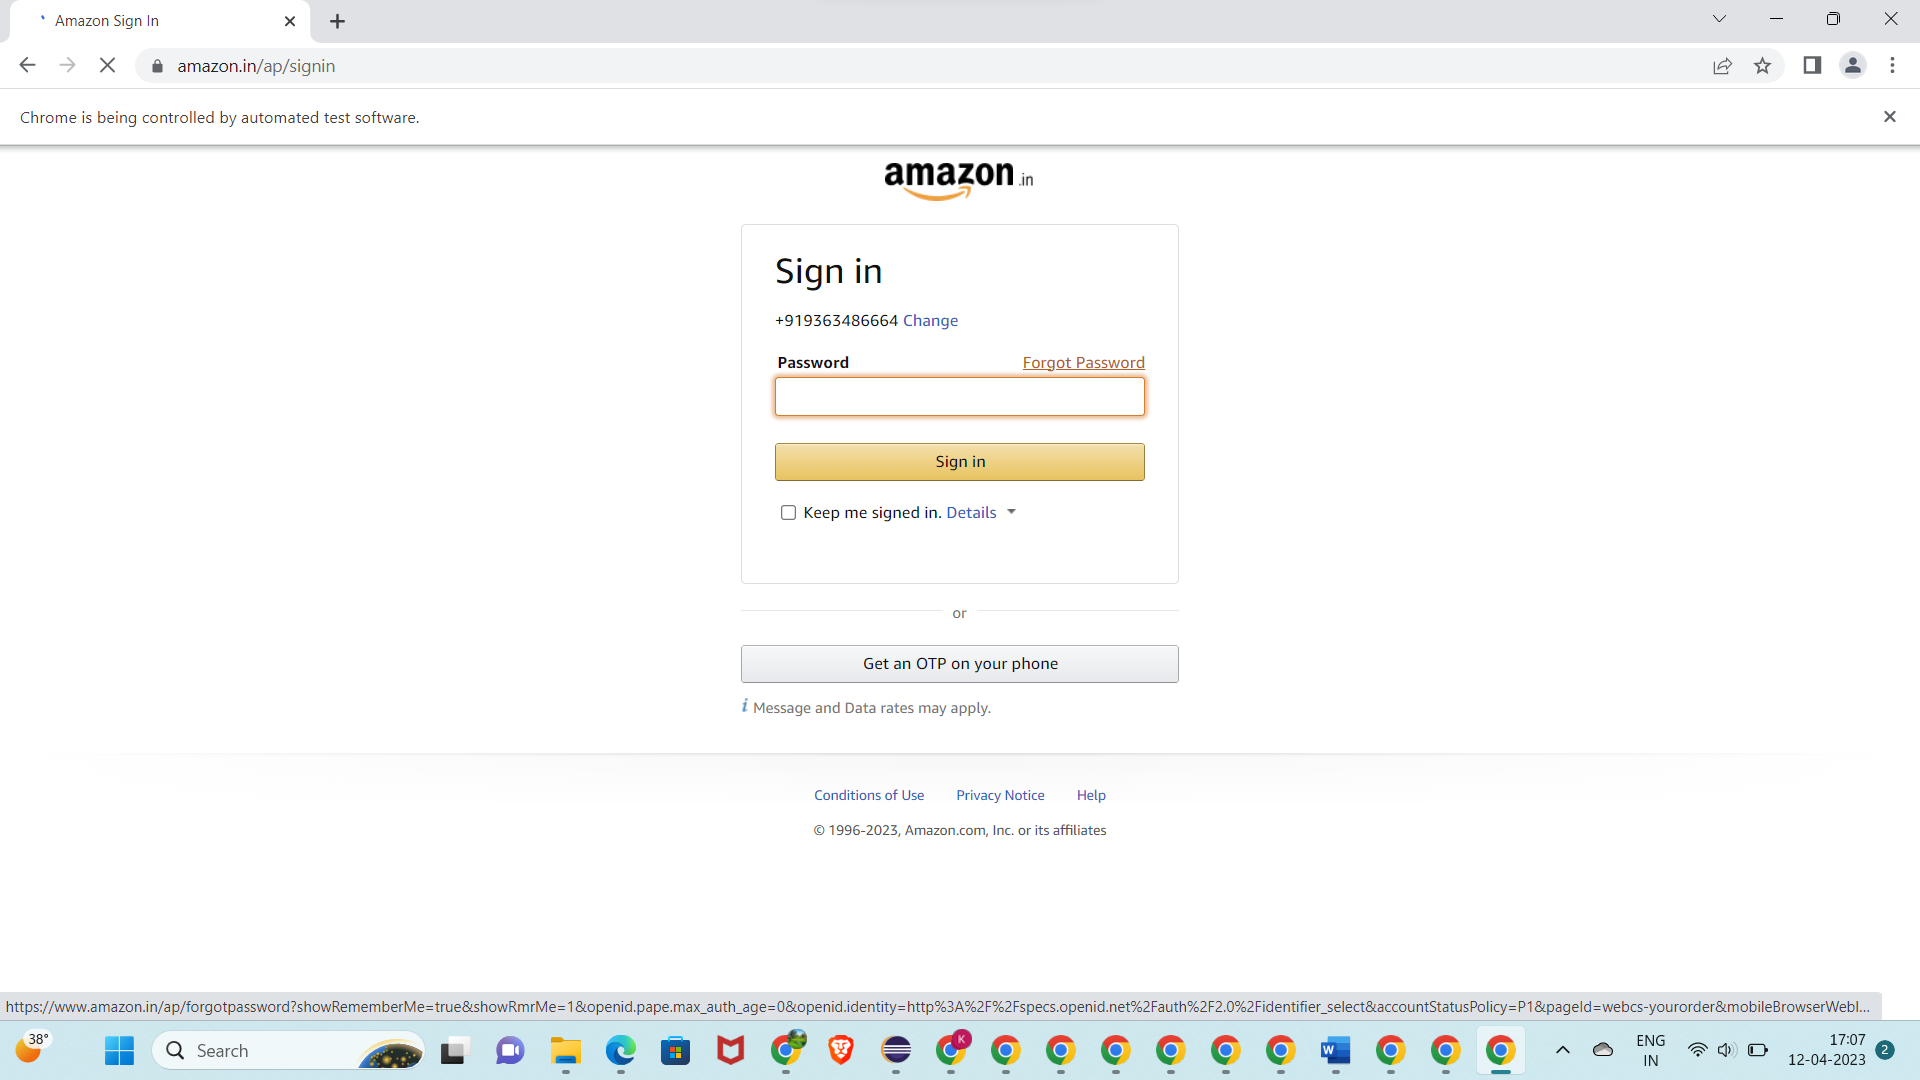 Amazon Sign In
amazon.in/ap/signin
Chrome is being controlled by automated test software.
amazon.in
Sign in
+919363486664 Change
Password Forgot Password
Sign in
Keep me signed in. Details
or
Get an OTP on your phone
i Message and Data rates may apply.
Conditions of Use Privacy Notice Help
© 1996-2023, Amazon.com, Inc. or its affiliates
https://www.amazon.in/ap/forgotpassword?showRememberMe=true&showRmrMe=1&openid.pape.max_auth_age=0&openid.identity=http%3A%2F%2Fspecs.openid.net%2Fauth%2F2.0%2Fidentifier_select&accountStatusPolicy=P1&pageId=webcs-yourorder&mobileBrowserWebl...
38°
Search
K
W
ENG
IN
17:07
12-04-2023
2